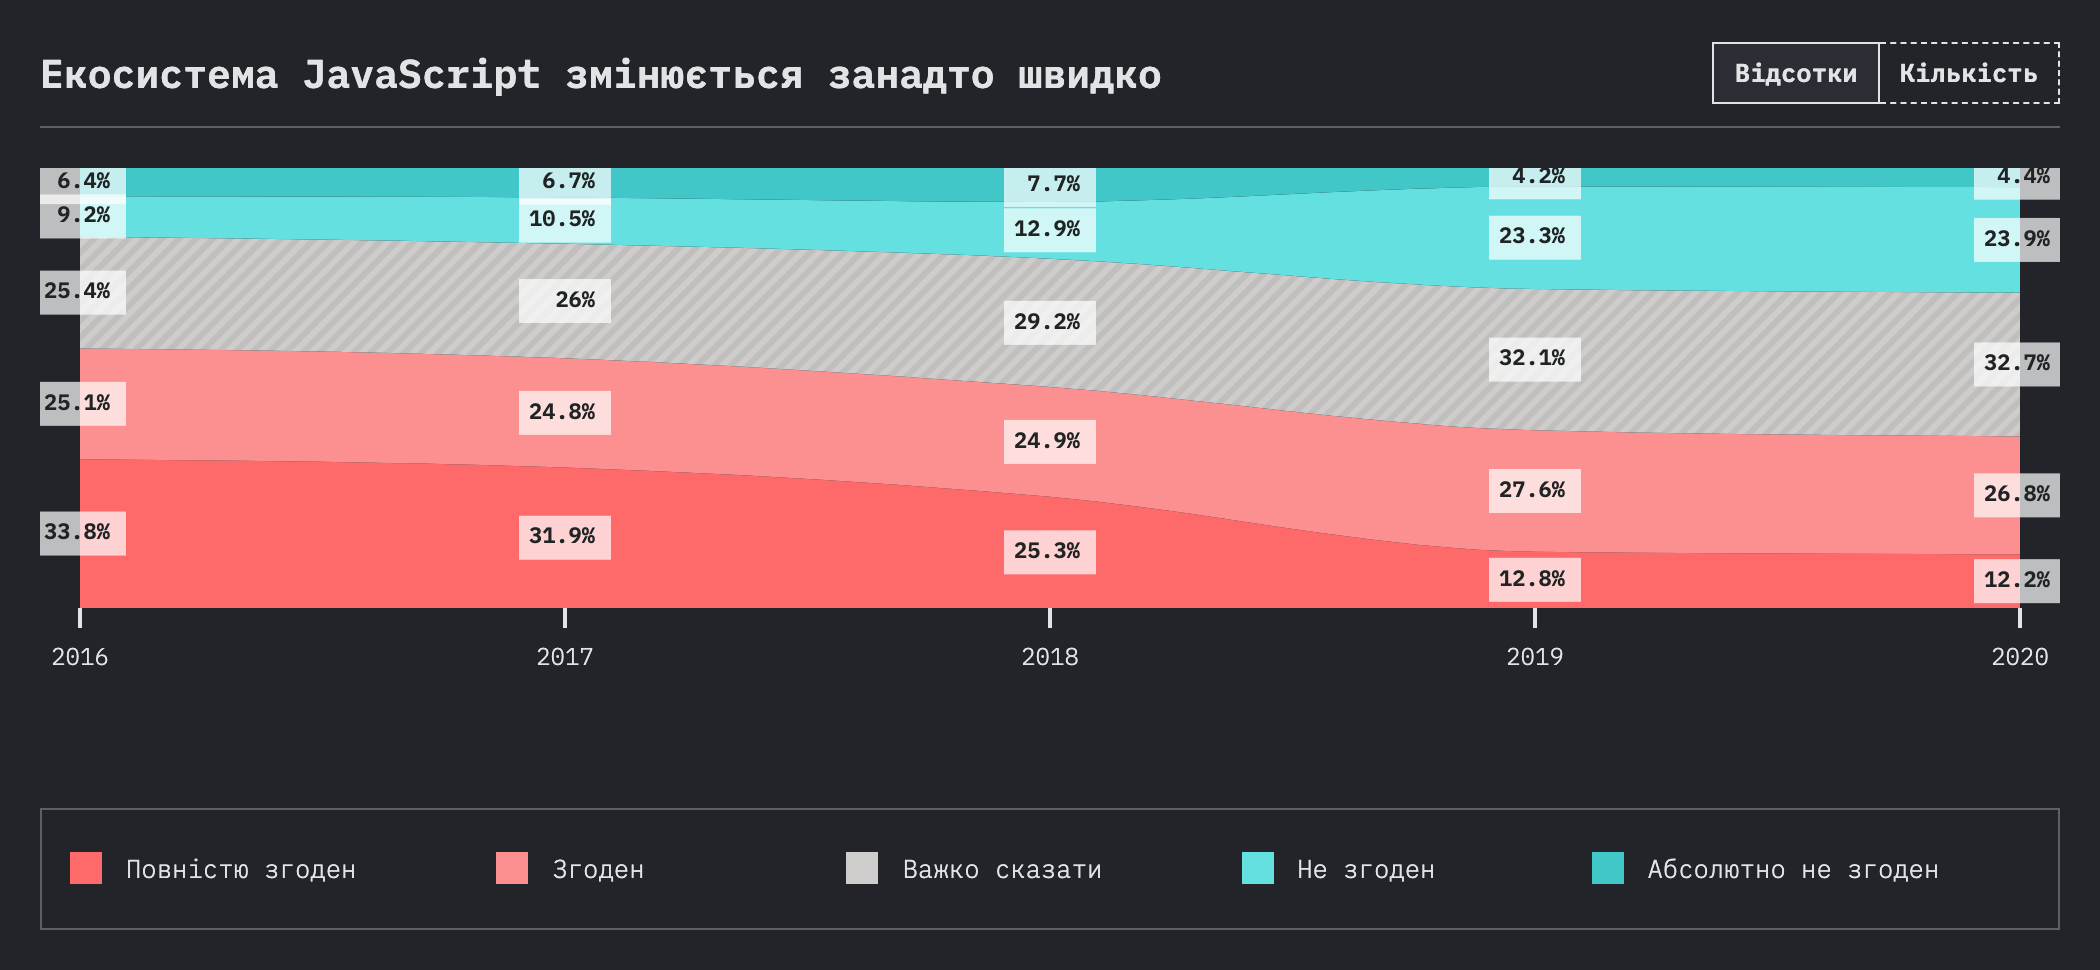 Екосистема JavaScript змінюється занадто швидко
Відсотки Кількість
6.4% 6.7% 7.7% 4.2% 4.4%
9.2% 10.5% 12.9% 23.3% 23.9%
25.4% 26% 29.2% 32.1% 32.7%
25.1% 24.8% 24.9% 27.6% 26.8%
33.8% 31.9% 25.3% 12.8% 12.2%
2016 2017 2018 2019 2020
Повністю згоден Згоден Важко сказати Не згоден Абсолютно не згоден